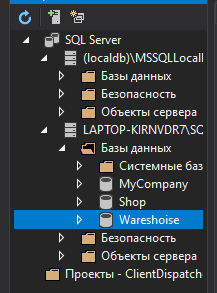 SQL Server
(localdb)\MSSQLLocall
Базы данных
Безопасность
Объекты сервера
LAPTOP-KIRNVDR7\SC
Базы данных
Системные баз
MyCompany
Shop
Wareshoise
Безопасность
Объекты сервера
Проекты - ClientDispatch